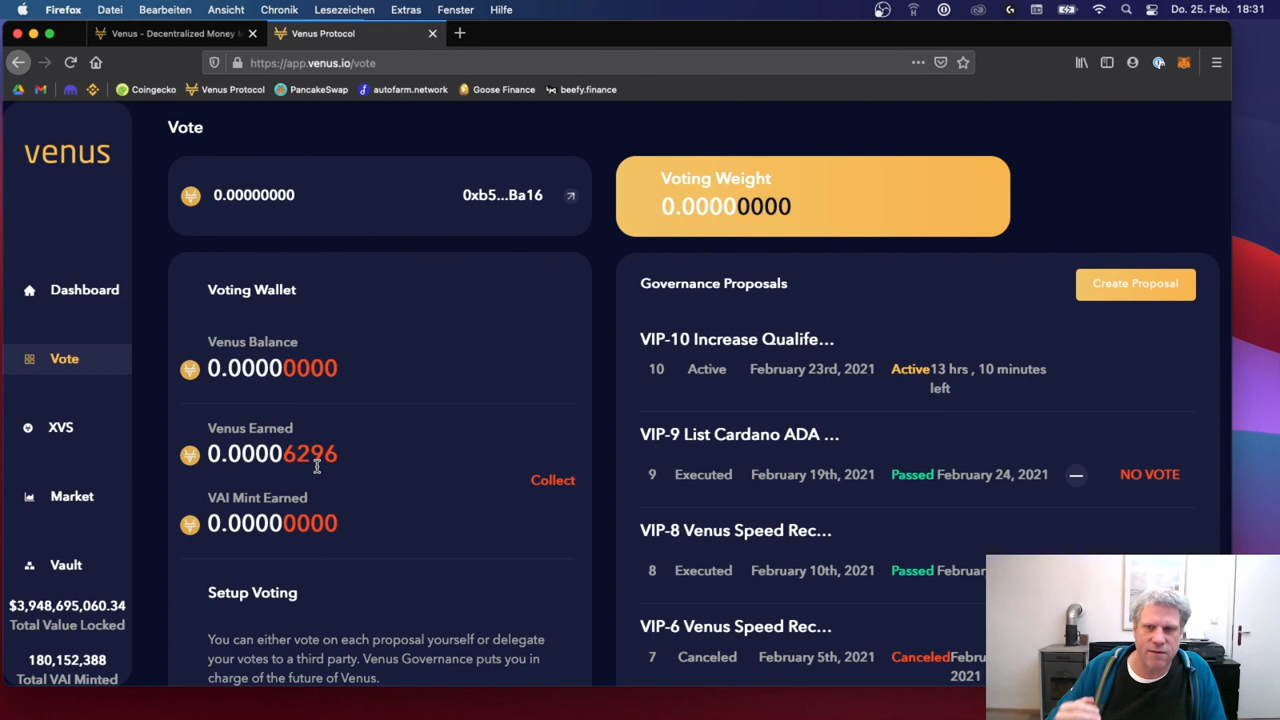 Firefox Datei Bearbeiten Ansicht Chronik Lesezeichen Extras Fenster Hilfe Do. 25. Feb. 18:31
Venus - Decentralized Money M Venus Protocol
https://app.venus.io/vote
Coingecko Venus Protocol PancakeSwap autofarm.network Goose Finance beefy.finance
venus
Dashboard
Vote
XVS
Market
Vault
$3,948,695,060.34
Total Value Locked
180,152,388
Total VAI Minted
Vote
0.00000000 0xb5...Ba16
Voting Weight
0.00000000
Voting Wallet
Venus Balance
0.00000000
Venus Earned
0.00006296
Collect
VAI Mint Earned
0.00000000
Setup Voting
You can either vote on each proposal yourself or delegate
your votes to a third party. Venus Governance puts you in
charge of the future of Venus.
Governance Proposals Create Proposal
VIP-10 Increase Qualife...
10 Active February 23rd, 2021 Active13 hrs , 10 minutes
left
VIP-9 List Cardano ADA ...
9 Executed February 19th, 2021 Passed February 24, 2021 NO VOTE
VIP-8 Venus Speed Rec...
8 Executed February 10th, 2021 Passed Februar
VIP-6 Venus Speed Rec...
7 Canceled February 5th, 2021 CanceledFebru
2021